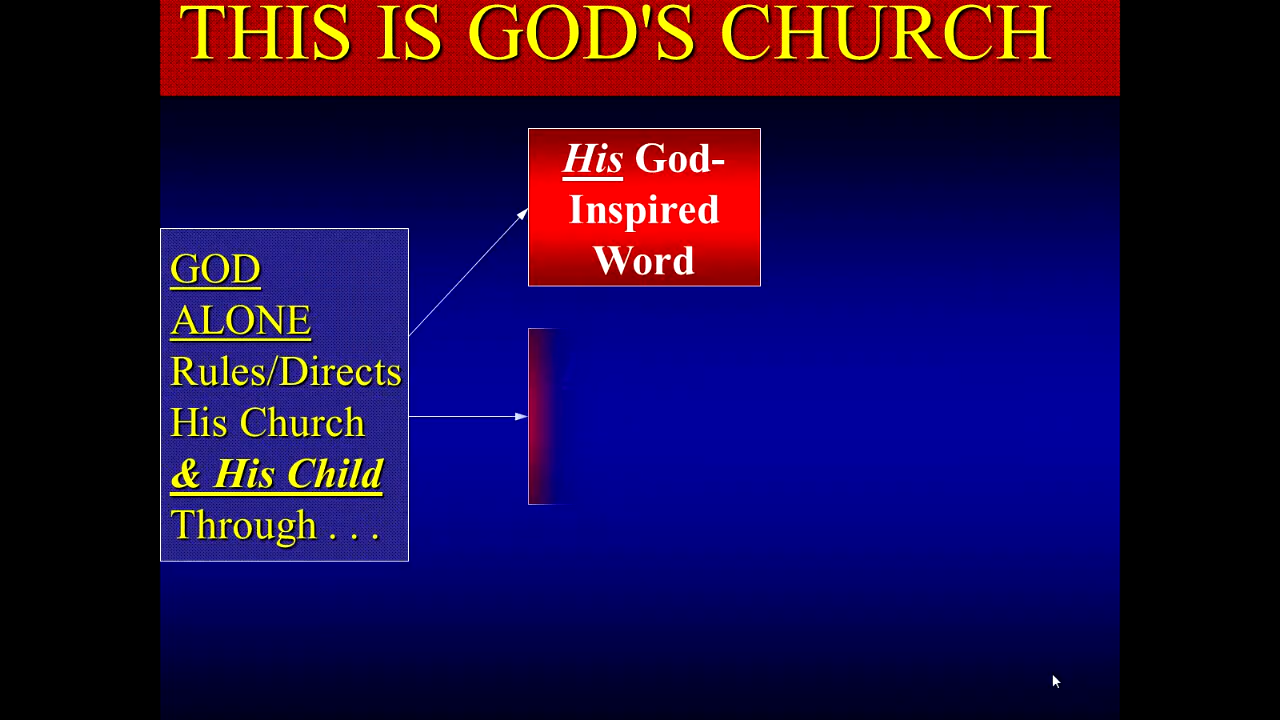 THIS IS GOD'S CHURCH
His God-
Inspired
Word
GOD
ALONE
Rules/Directs
His Church
& His Child
Through . . .